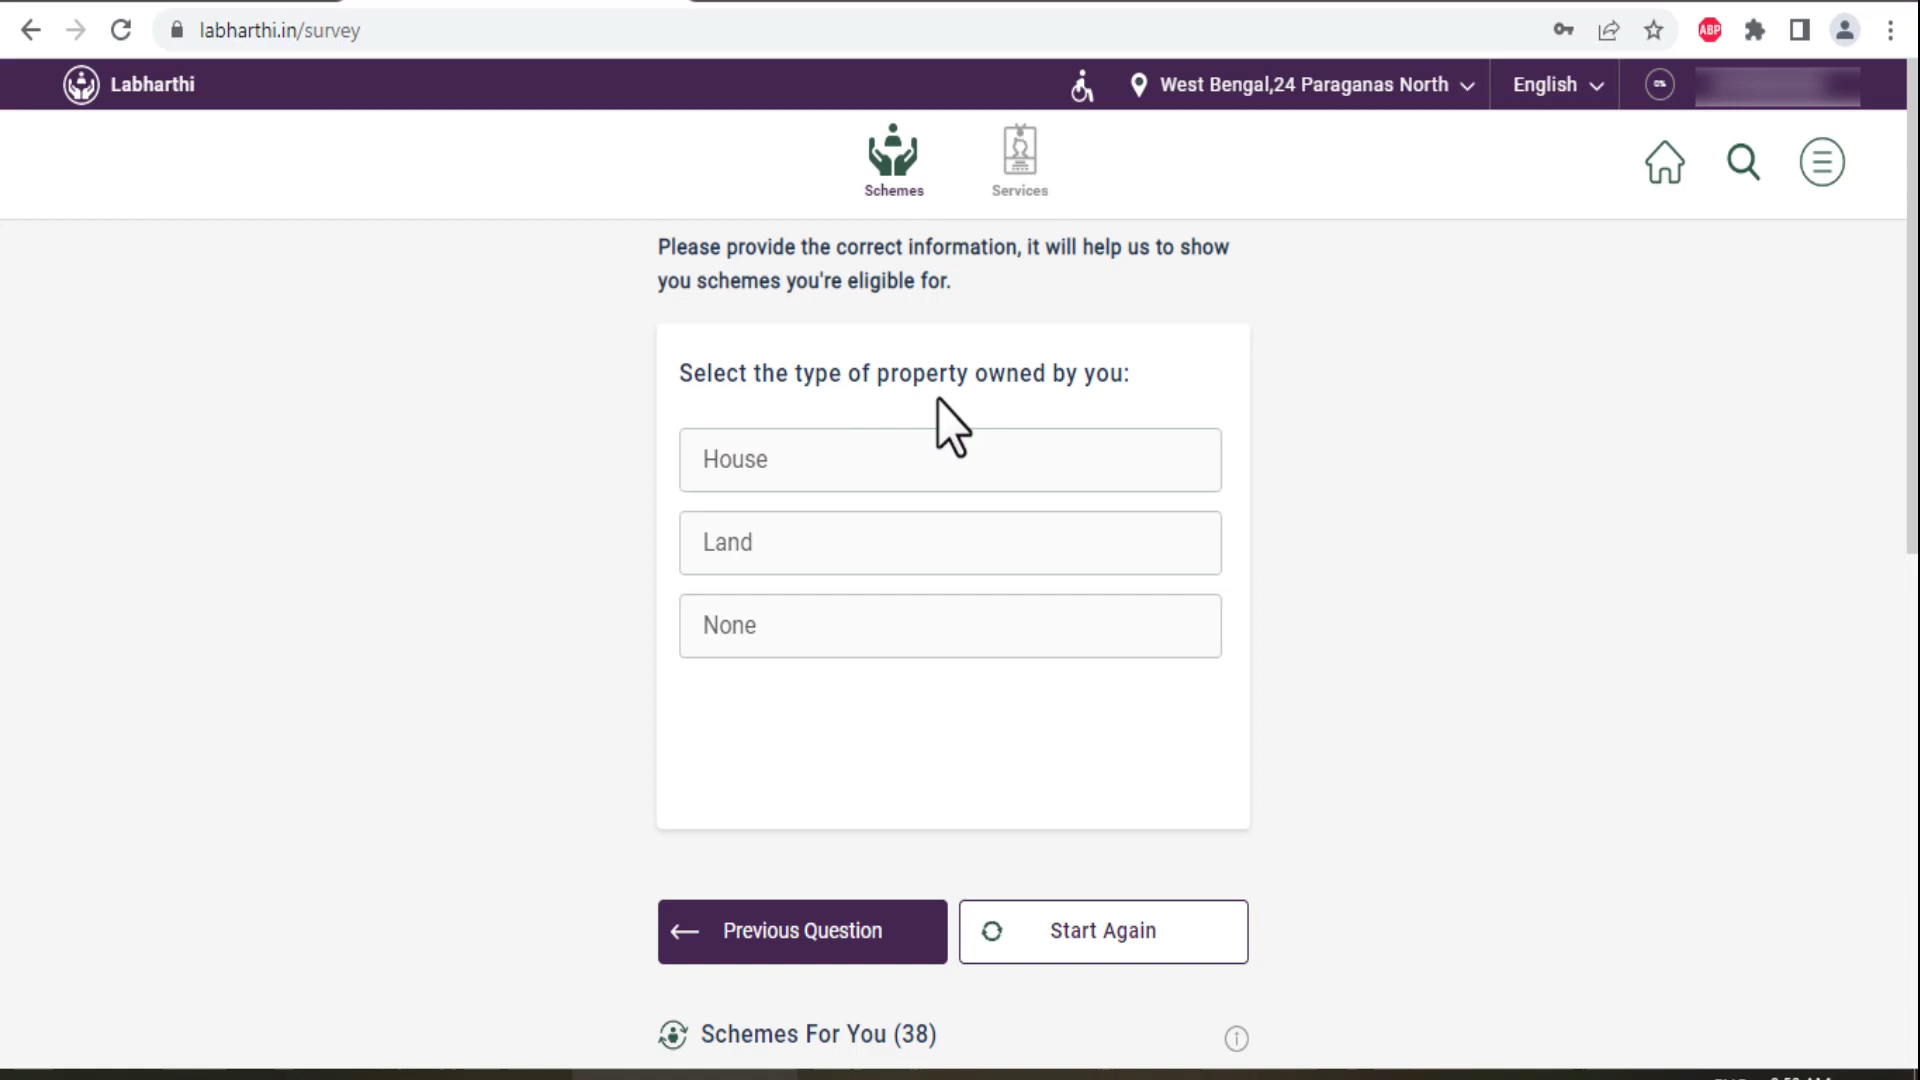 labharthi.in/survey
ABP
Labharthi
West Bengal,24 Paraganas North
English
0%
Schemes
Services
Please provide the correct information, it will help us to show
you schemes you're eligible for.
Select the type of property owned by you:
House
Land
None
Previous Question
Start Again
Schemes For You (38)